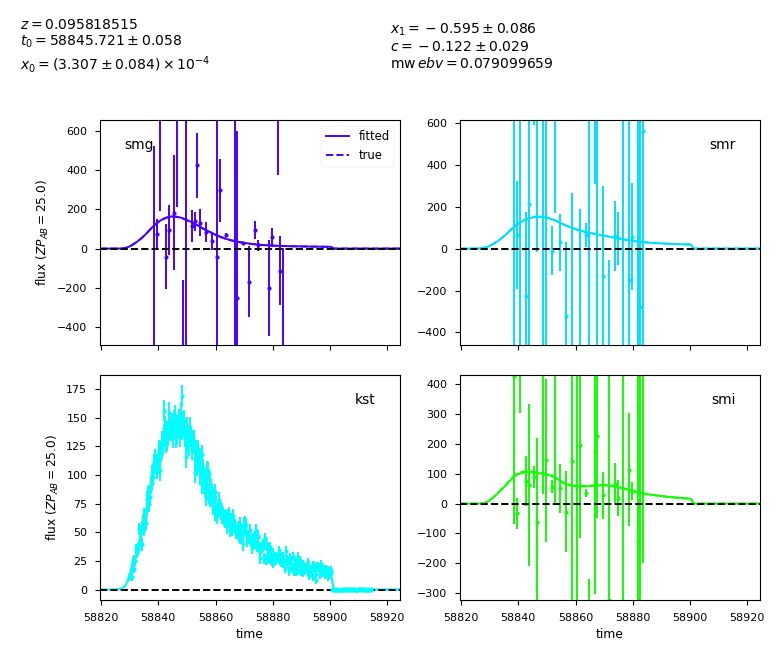 z = 0.095818515
t₀ = 58845.721 ± 0.058
x₀ = (3.307 ± 0.084) × 10⁻⁴
x₁ = −0.595 ± 0.086
c = −0.122 ± 0.029
mw ebv = 0.079099659
smg
fitted
true
600
400
200
0
−200
−400
flux (ZP_AB = 25.0)
smr
600
400
200
0
−200
−400
kst
175
150
125
100
75
50
25
0
flux (ZP_AB = 25.0)
58820 58840 58860 58880 58900 58920
time
smi
400
300
200
100
0
−100
−200
−300
58820 58840 58860 58880 58900 58920
time